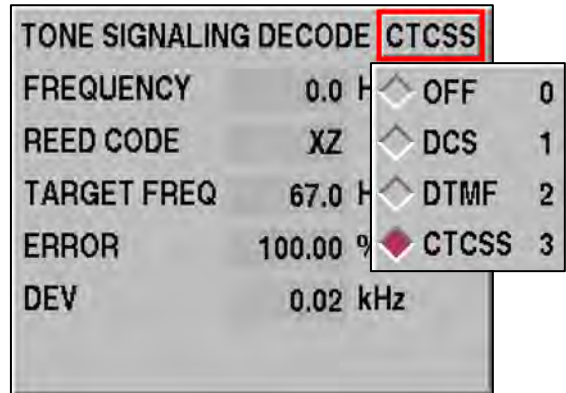 TONE SIGNALING DECODE CTCSS
FREQUENCY 0.0 H OFF 0
REED CODE XZ DCS 1
TARGET FREQ 67.0 H DTMF 2
ERROR 100.00 % CTCSS 3
DEV 0.02 kHz